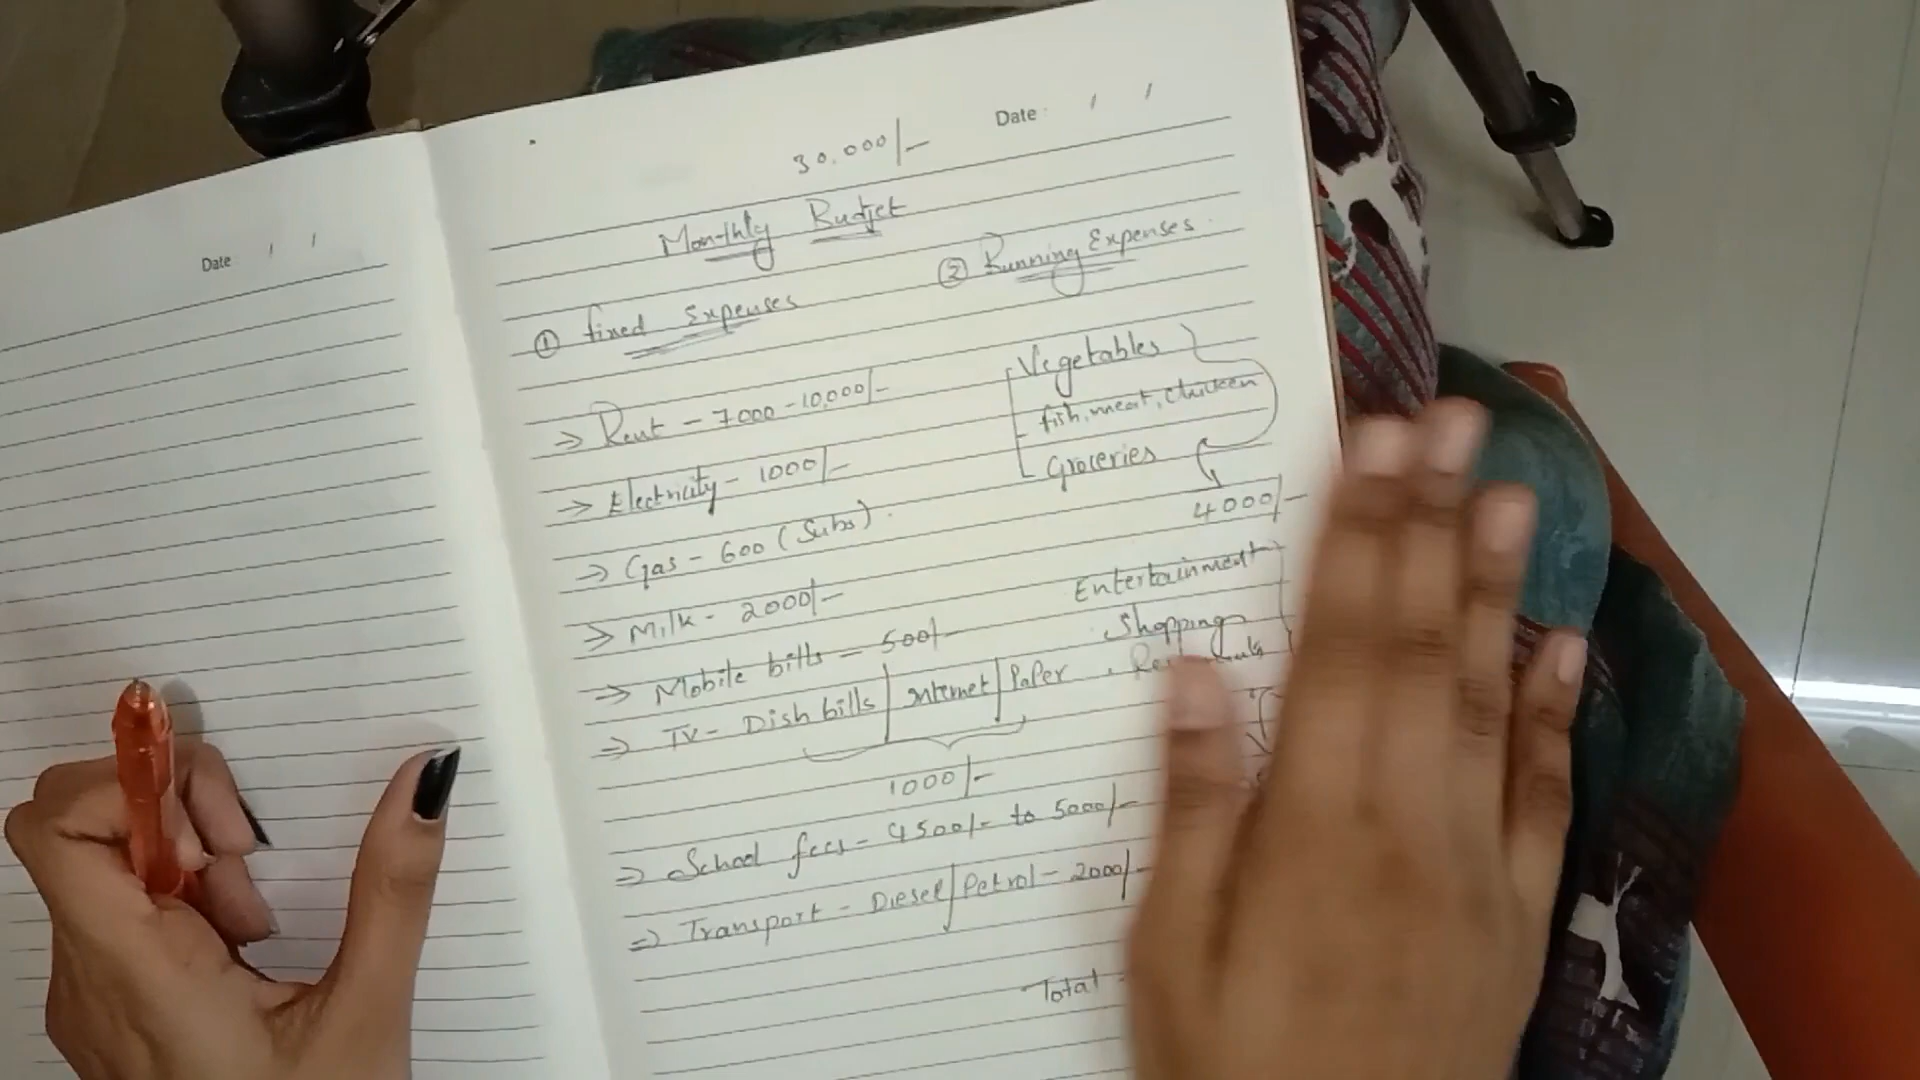 Date / /
30,000/-
Date : / /
Monthly Budjet
① fixed Expenses
② Running Expenses.
⇒ Rent - 7000 - 10,000/-
⇒ Electricity - 1000/-
⇒ Gas - 600 (Subs).
⇒ Milk - 2000/-
⇒ Mobile bills - 500/-
⇒ TV - Dish bills / Internet / Paper
1000/-
⇒ School fees - 4500/- to 5000/-
⇒ Transport - Diesel / Petrol - 2000/-
Total
Vegetables
fish, meat, chicken
Groceries
4000/-
Entertainment
Shopping